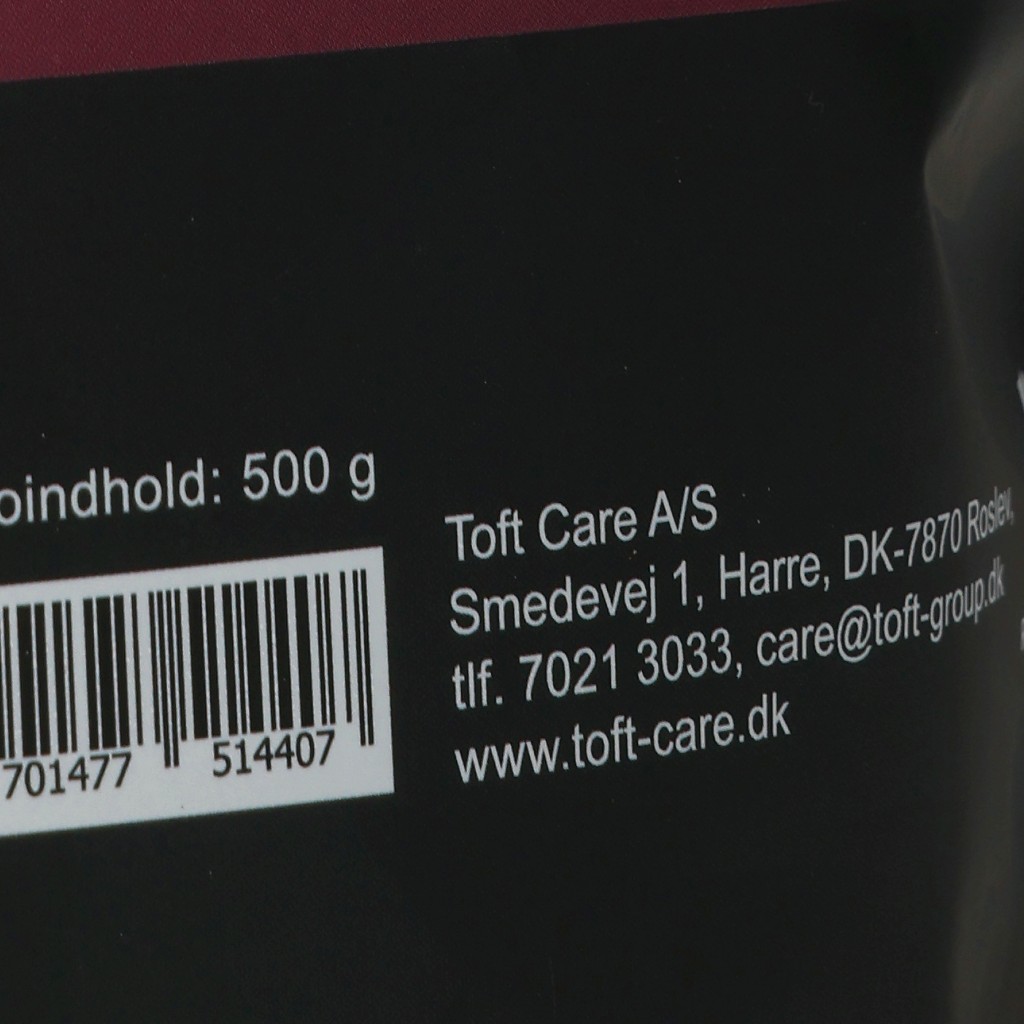 oindhold: 500 g
701477 514407
Toft Care A/S
Smedevej 1, Harre, DK-7870 Roslev,
tlf. 7021 3033, care@toft-group.dk
www.toft-care.dk